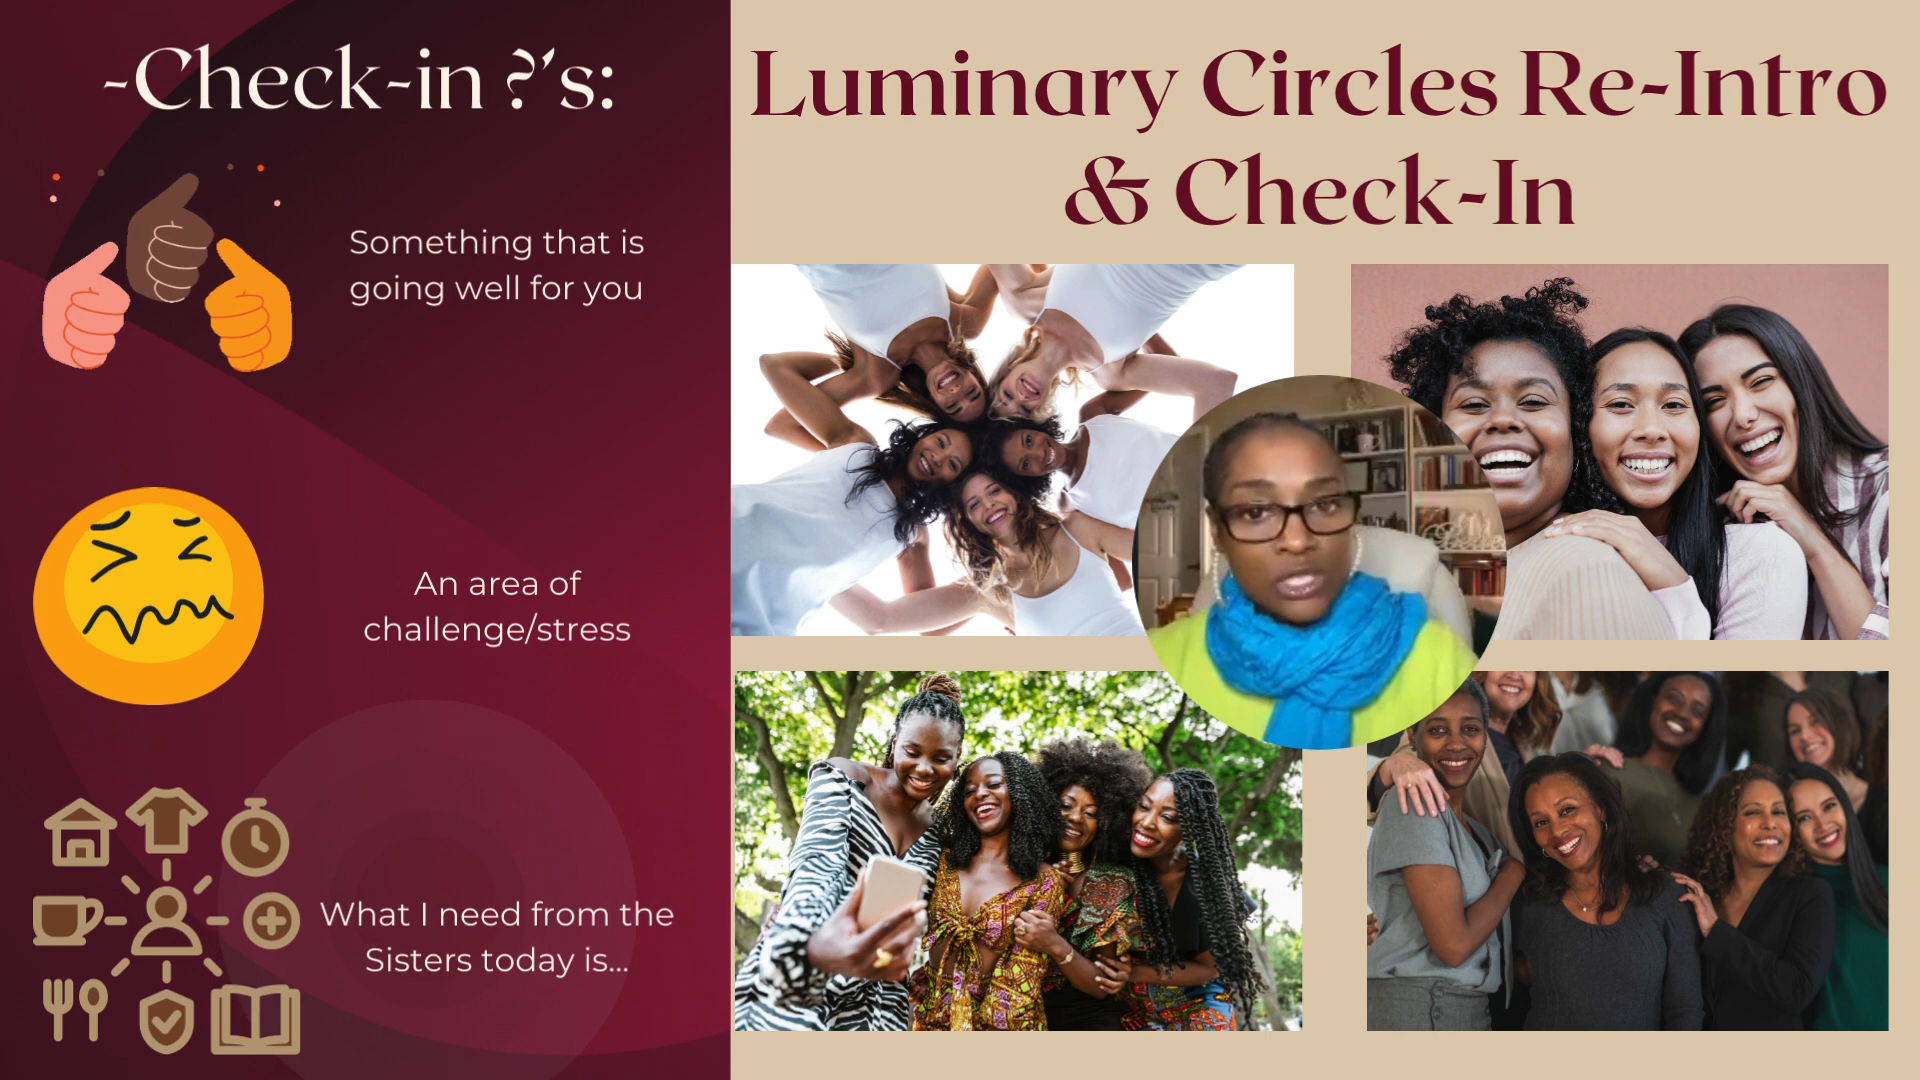 -Check-in ?'s:
Something that is
going well for you
An area of
challenge/stress
What I need from the
Sisters today is...
Luminary Circles Re-Intro
& Check-In